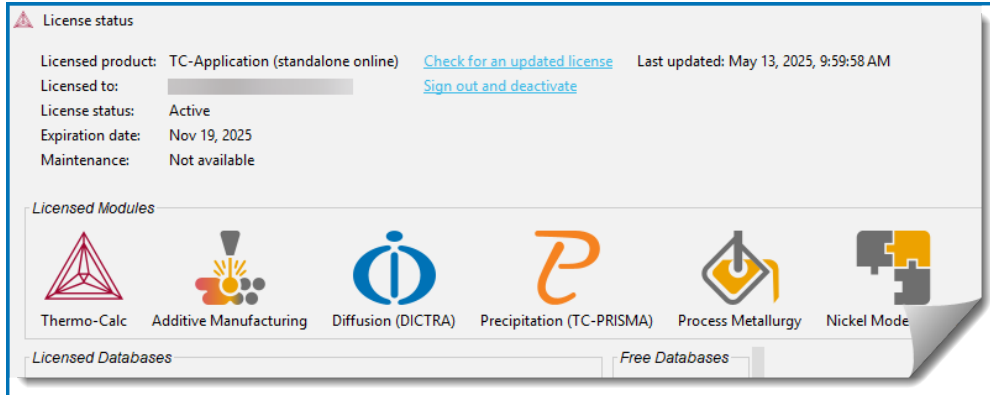 License status
Licensed product: TC-Application (standalone online) Check for an updated license Last updated: May 13, 2025, 9:59:58 AM
Licensed to: Sign out and deactivate
License status: Active
Expiration date: Nov 19, 2025
Maintenance: Not available
Licensed Modules
Thermo-Calc Additive Manufacturing Diffusion (DICTRA) Precipitation (TC-PRISMA) Process Metallurgy Nickel
Licensed Databases Free Databases